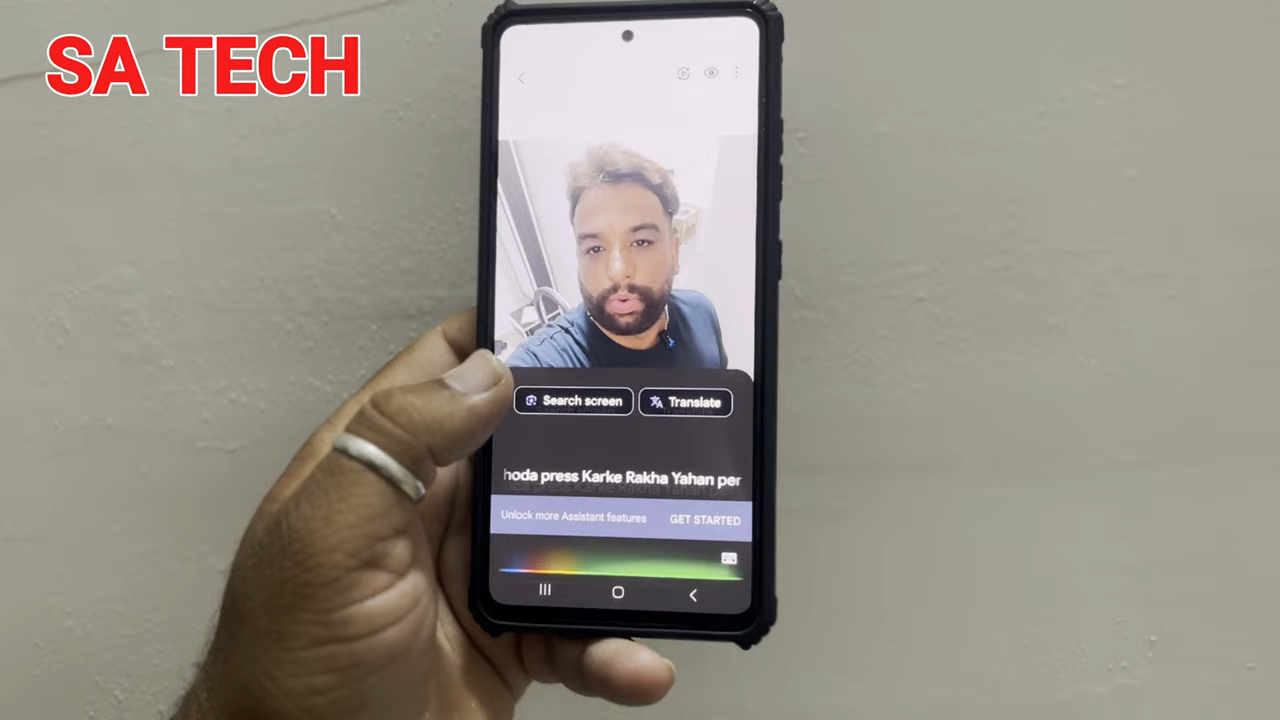 SA TECH
Search screen
Translate
hoda press Karke Rakha Yahan per
Unlock more Assistant features
GET STARTED